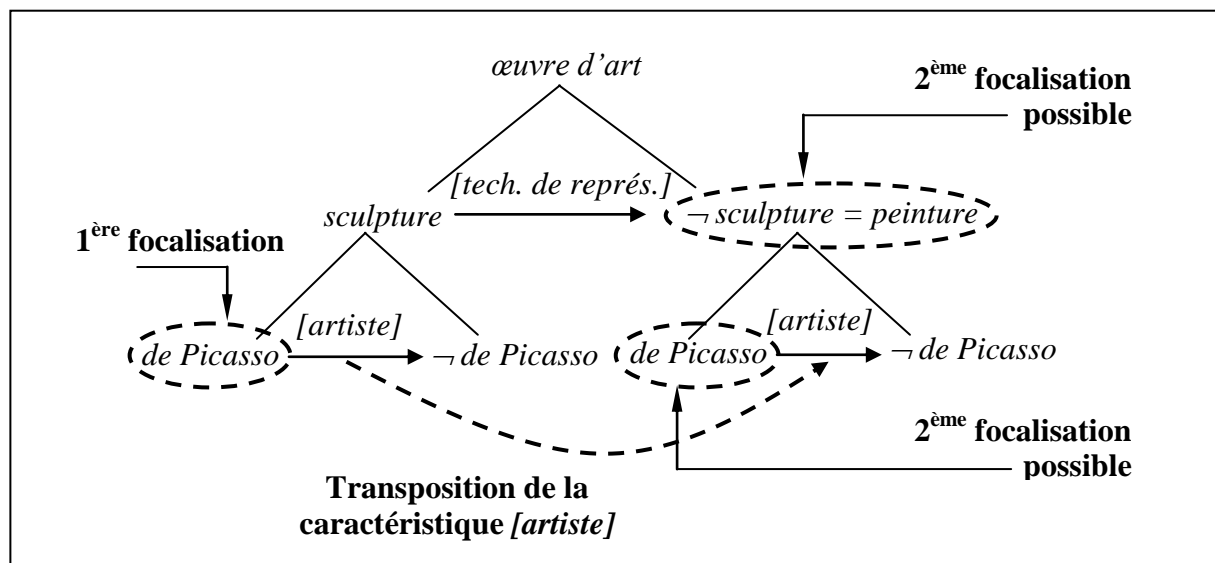 œuvre d’art
2ème focalisation
possible
[tech. de représ.]
sculpture
¬ sculpture = peinture
1ère focalisation
[artiste]
[artiste]
de Picasso
¬ de Picasso
de Picasso
¬ de Picasso
2ème focalisation
possible
Transposition de la
caractéristique [artiste]